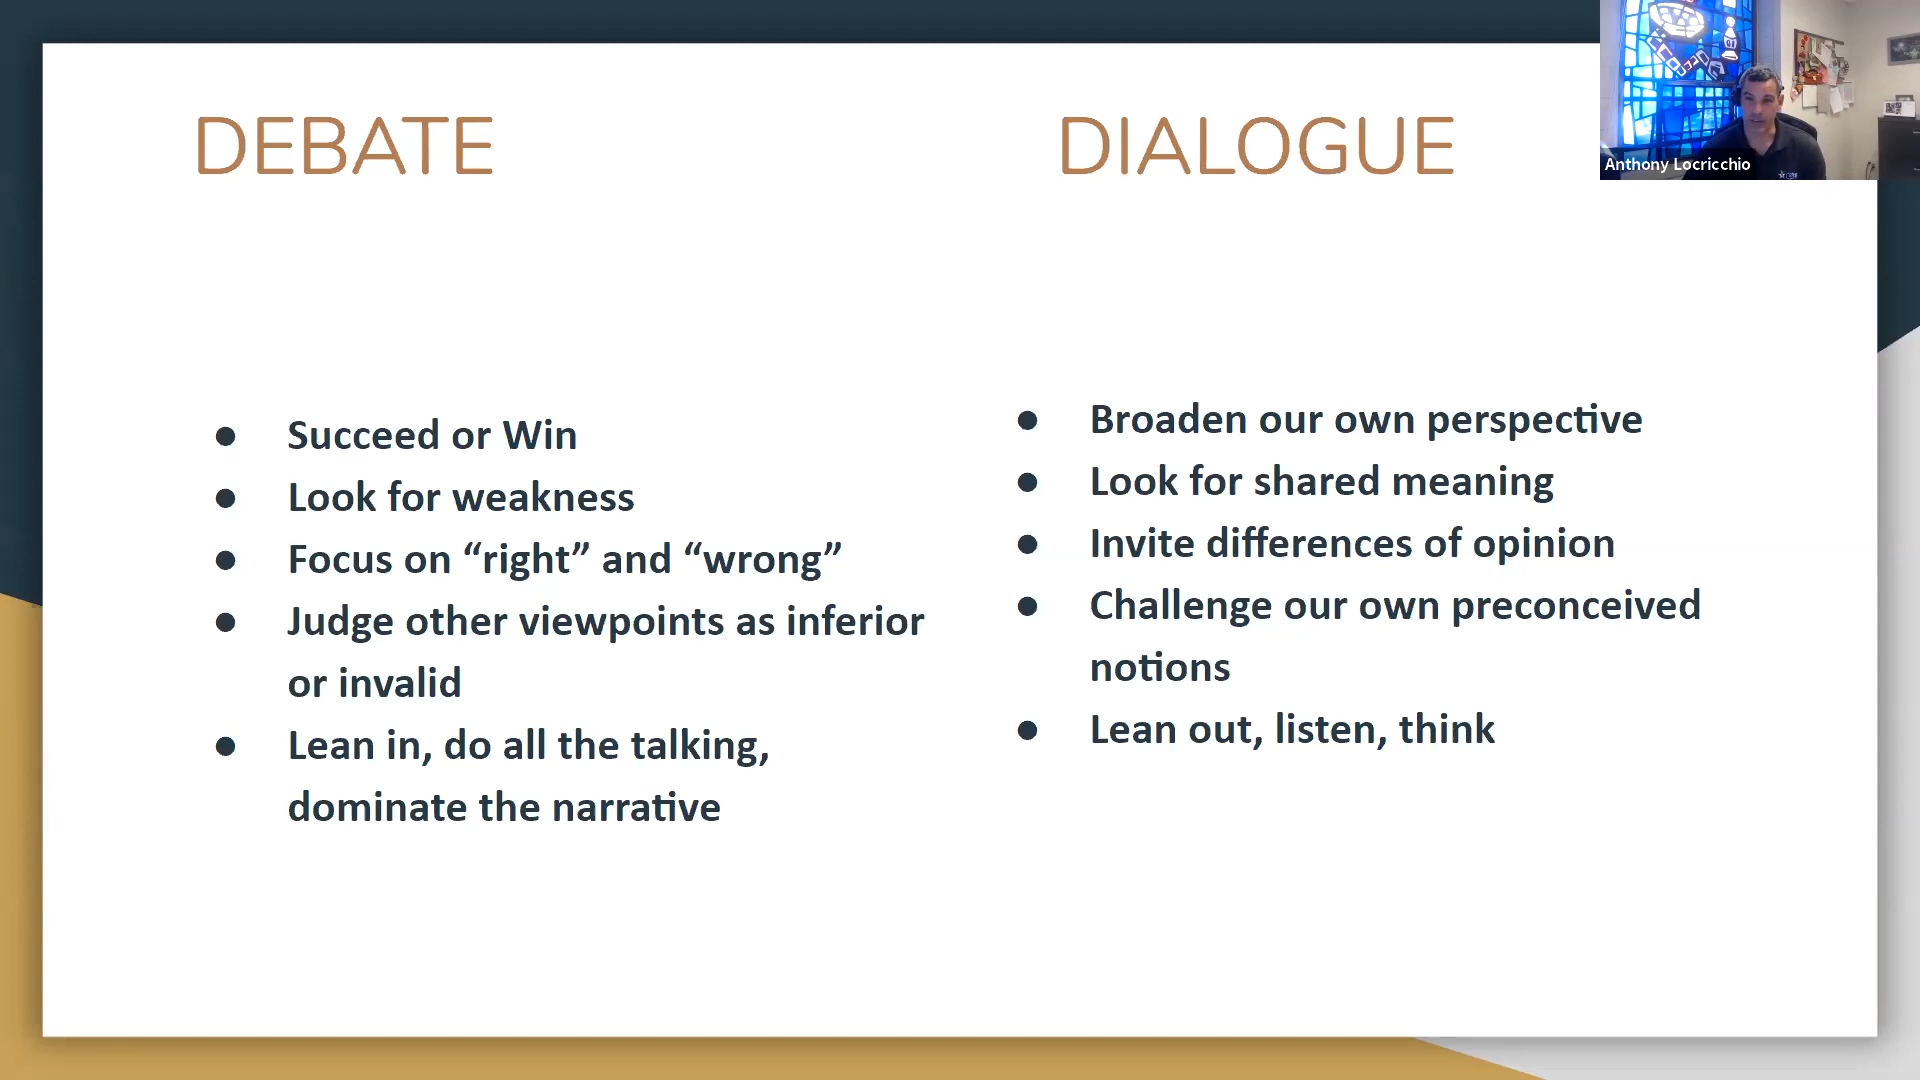 DEBATE
DIALOGUE
Anthony Locricchio
● Succeed or Win
● Look for weakness
● Focus on “right” and “wrong”
● Judge other viewpoints as inferior
or invalid
● Lean in, do all the talking,
dominate the narrative
● Broaden our own perspective
● Look for shared meaning
● Invite differences of opinion
● Challenge our own preconceived
notions
● Lean out, listen, think